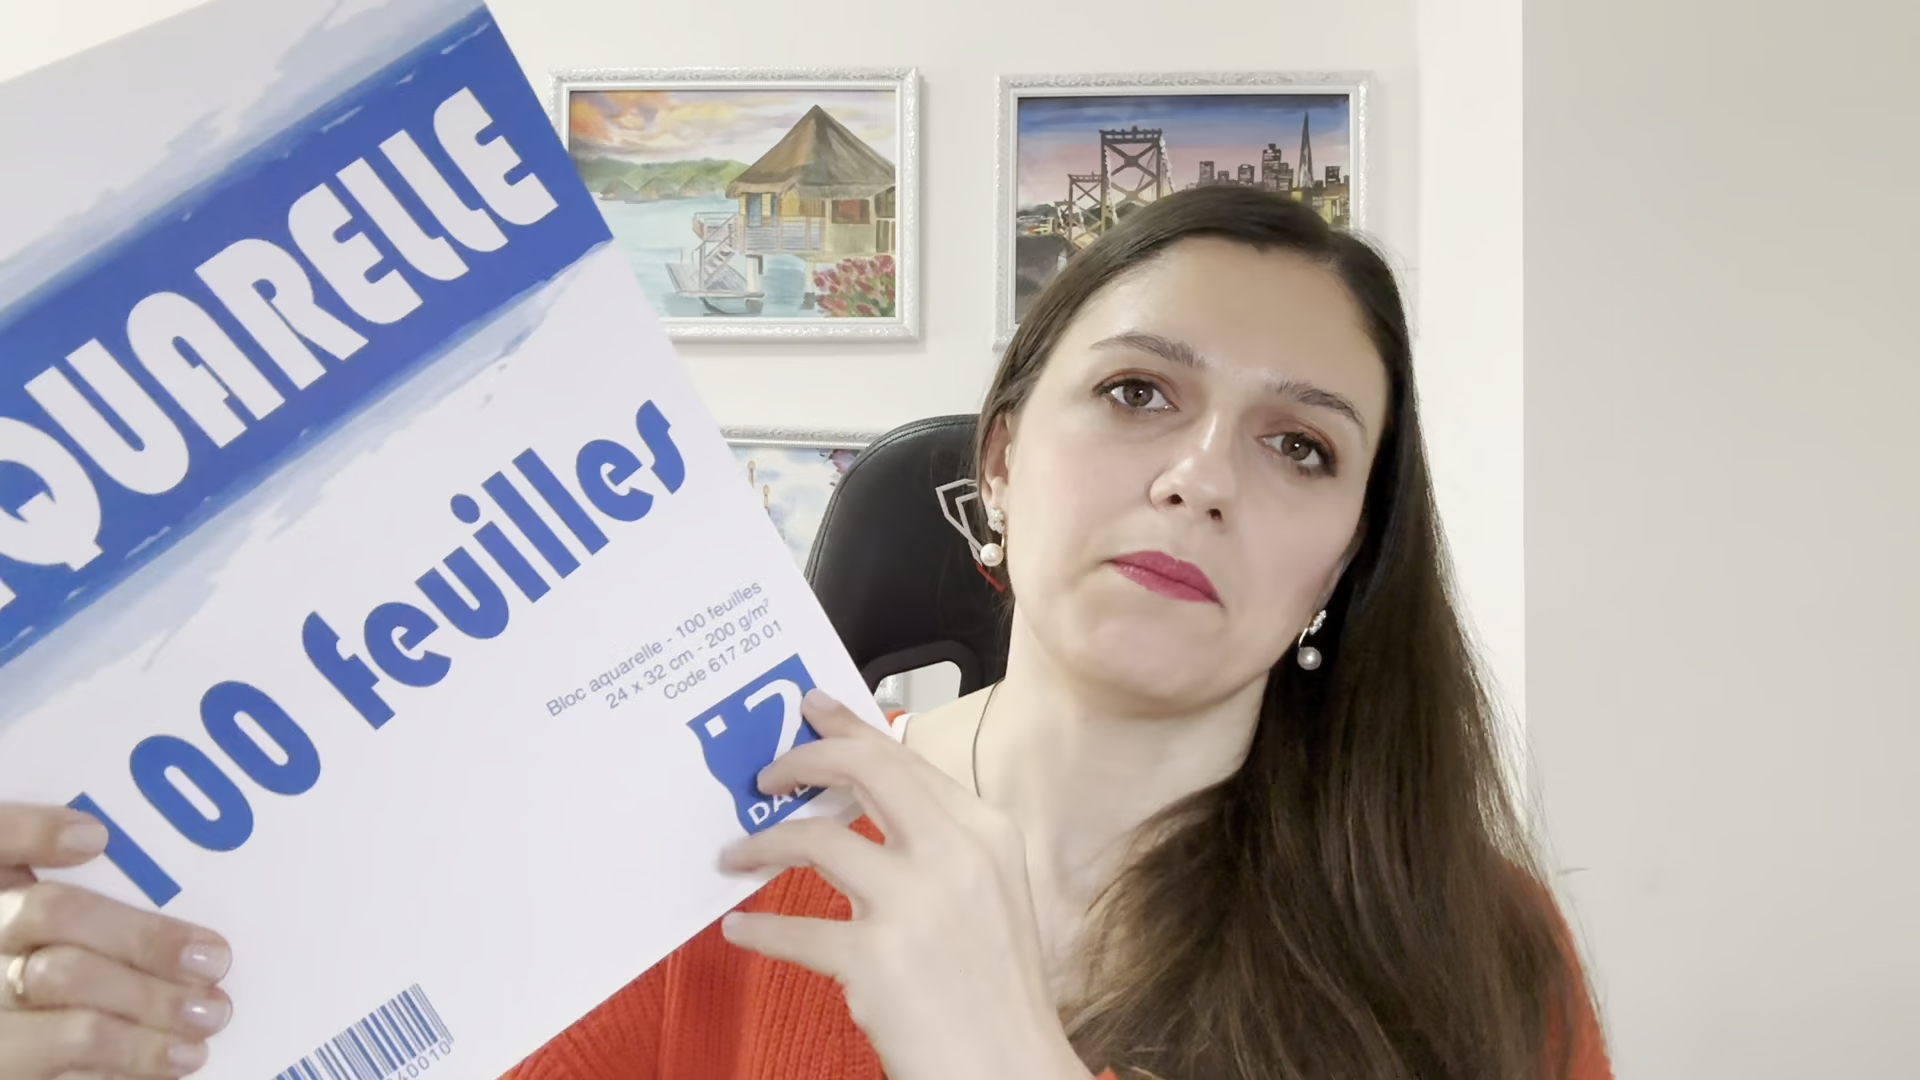 AQUARELLE
100 feuilles
Bloc aquarelle - 100 feuilles
24 x 32 cm - 200 g/m²
Code 617 20 01